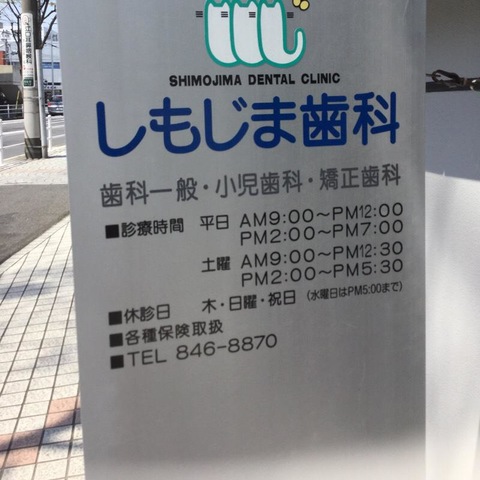 SHIMOJIMA DENTAL CLINIC
しもじま歯科
歯科一般・小児歯科・矯正歯科
■診療時間 平日 AM9:00〜PM12:00
PM2:00〜PM7:00
土曜 AM9:00〜PM12:30
PM2:00〜PM5:30
■休診日 木・日曜・祝日 (水曜日はPM5:00まで)
■各種保険取扱
■TEL 846-8870